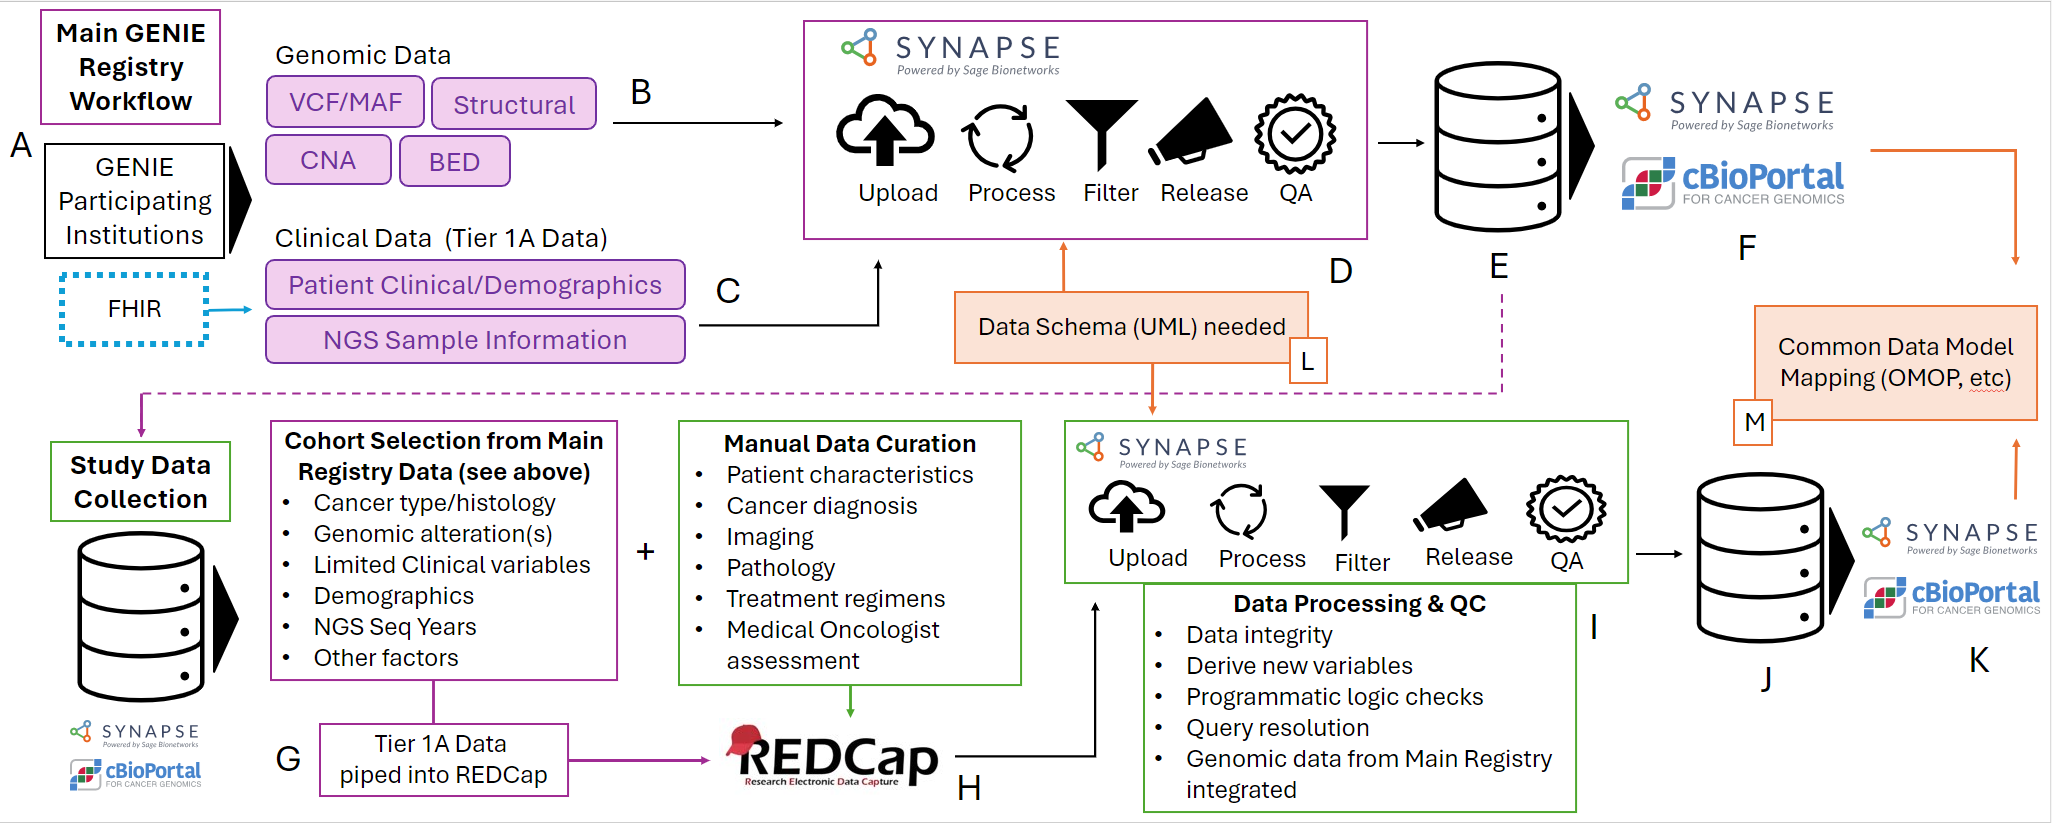 Main GENIE
Registry
Workflow
A
GENIE
Participating
Institutions
FHIR
Genomic Data
VCF/MAF
Structural
CNA
BED
B
Clinical Data  (Tier 1A Data)
Patient Clinical/Demographics
NGS Sample Information
C
SYNAPSE
Powered by Sage Bionetworks
Upload
Process
Filter
Release
QA
D
E
SYNAPSE
Powered by Sage Bionetworks
cBioPortal
FOR CANCER GENOMICS
F
Data Schema (UML) needed
L
Common Data Model
Mapping (OMOP, etc)
M
Study Data
Collection
SYNAPSE
Powered by Sage Bionetworks
cBioPortal
FOR CANCER GENOMICS
Cohort Selection from Main
Registry Data (see above)
• Cancer type/histology
• Genomic alteration(s)
• Limited Clinical variables
• Demographics
• NGS Seq Years
• Other factors
+
Manual Data Curation
• Patient characteristics
• Cancer diagnosis
• Imaging
• Pathology
• Treatment regimens
• Medical Oncologist
assessment
G
Tier 1A Data
piped into REDCap
REDCap
Research Electronic Data Capture
H
SYNAPSE
Powered by Sage Bionetworks
Upload
Process
Filter
Release
QA
Data Processing & QC
• Data integrity
• Derive new variables
• Programmatic logic checks
• Query resolution
• Genomic data from Main Registry
integrated
I
J
SYNAPSE
Powered by Sage Bionetworks
cBioPortal
FOR CANCER GENOMICS
K